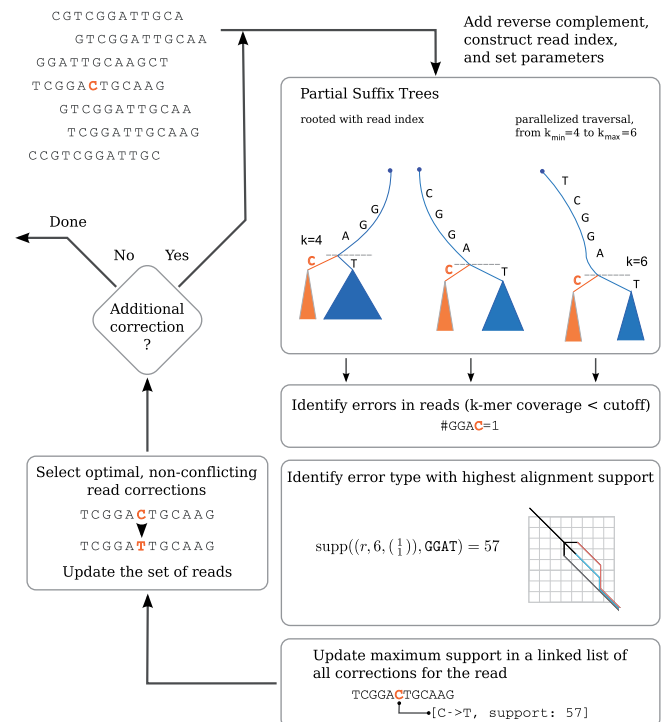 CGTCGGATTGCA
GTCGGATTGCAA
GGATTGCAAGCT
TCGGACTGCAAG
GTCGGATTGCAA
TCGGATTGCAAG
CCGTCGGATTGC
Add reverse complement,
construct read index,
and set parameters
Partial Suffix Trees
rooted with read index
parallelized traversal,
from kmin=4 to kmax=6
k=4
G
G
A
C
T
C
G
G
A
C
T
T
C
G
G
A
k=6
C
T
Done
No
Yes
Additional
correction
?
Identify errors in reads (k-mer coverage < cutoff)
#GGAC=1
Identify error type with highest alignment support
supp((r, 6, (1 1)), GGAT) = 57
Select optimal, non-conflicting
read corrections
TCGGACTGCAAG
TCGGATTGCAAG
Update the set of reads
Update maximum support in a linked list of
all corrections for the read
TCGGACTGCAAG
[C->T, support: 57]